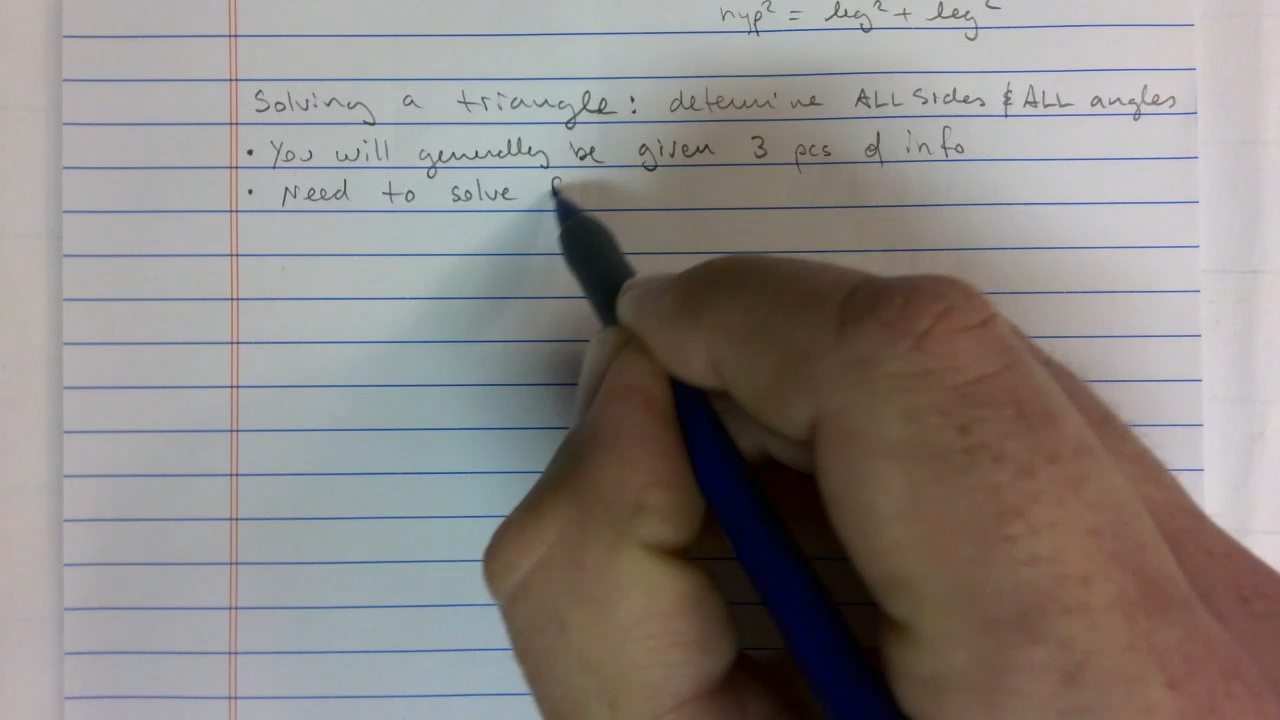 hyp² = leg² + leg²
Solving a triangle: determine ALL sides & ALL angles
• You will generally be given 3 pcs of info
• Need to solve f